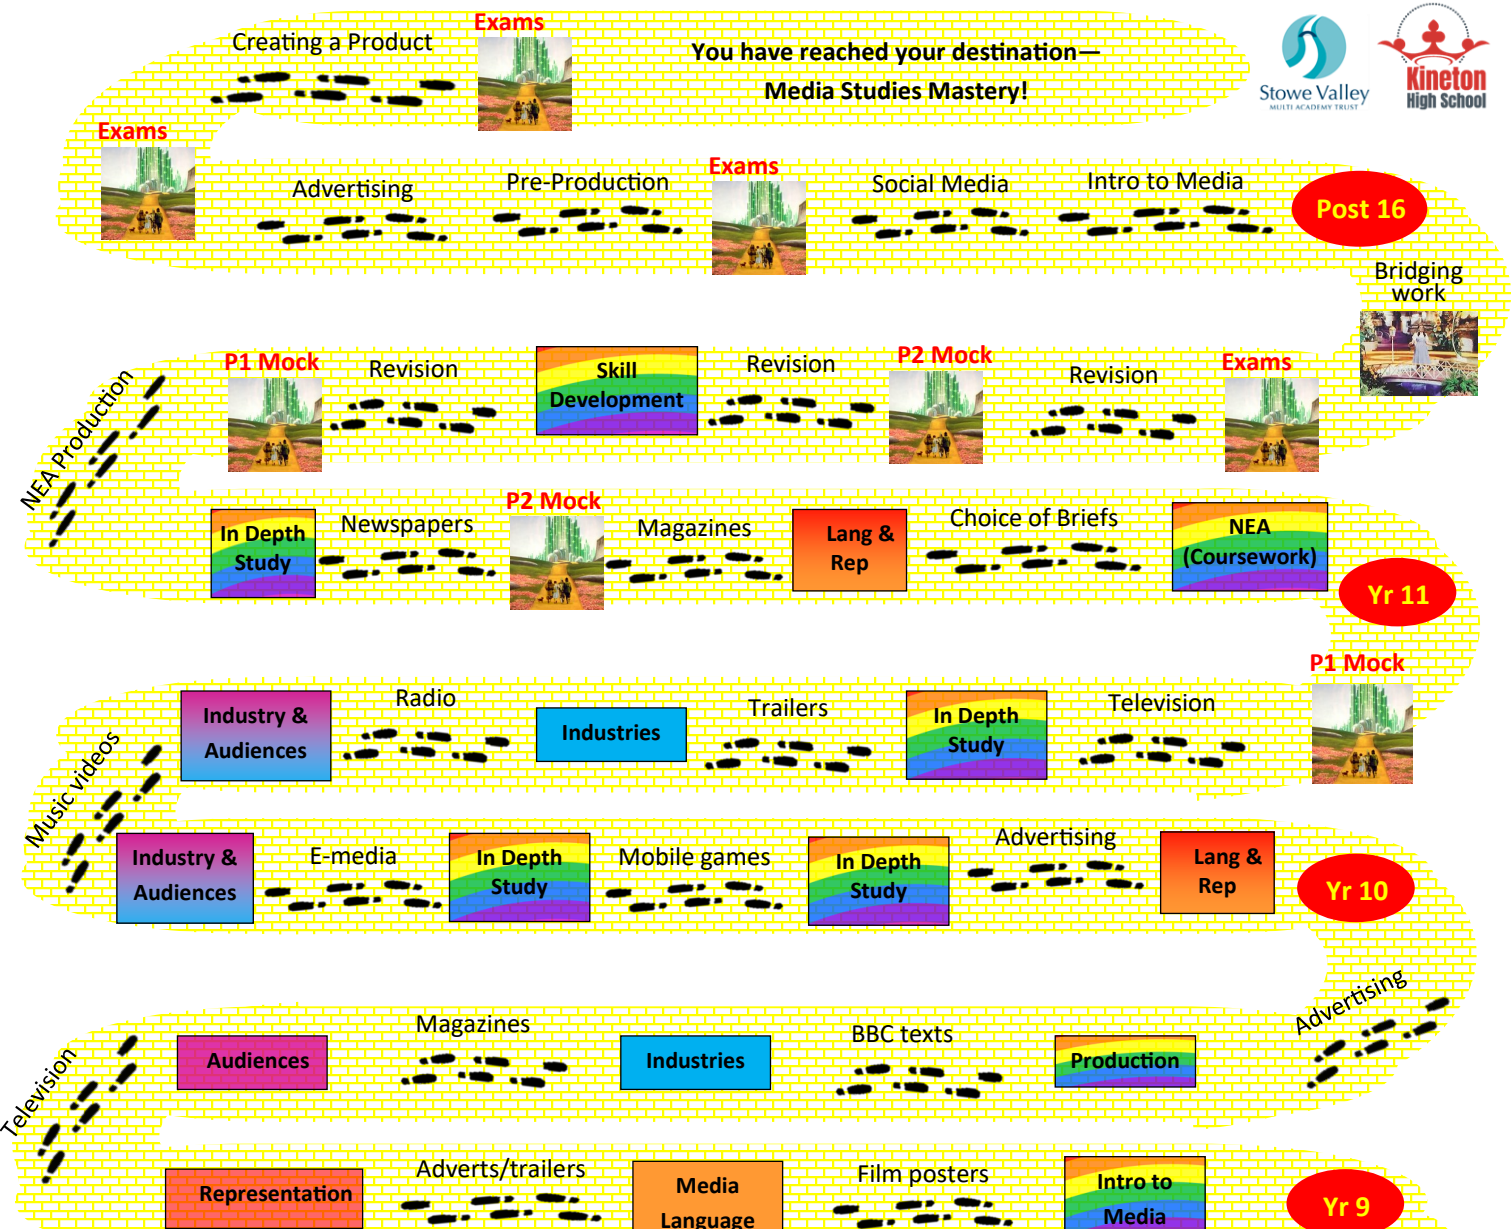 Exams
Creating a Product
You have reached your destination—
Media Studies Mastery!
Stowe Valley
MULTI ACADEMY TRUST
Kineton
High School
Exams
Advertising
Pre-Production
Exams
Social Media
Intro to Media
Post 16
Bridging
work
NEA Production
P1 Mock
Revision
Skill
Development
Revision
P2 Mock
Revision
Exams
In Depth
Study
Newspapers
P2 Mock
Magazines
Lang &
Rep
Choice of Briefs
NEA
(Coursework)
Yr 11
P1 Mock
Music videos
Industry &
Audiences
Radio
Industries
Trailers
In Depth
Study
Television
Industry &
Audiences
E-media
In Depth
Study
Mobile games
In Depth
Study
Advertising
Lang &
Rep
Yr 10
Advertising
Television
Audiences
Magazines
Industries
BBC texts
Production
Representation
Adverts/trailers
Media
Language
Film posters
Intro to
Media
Yr 9